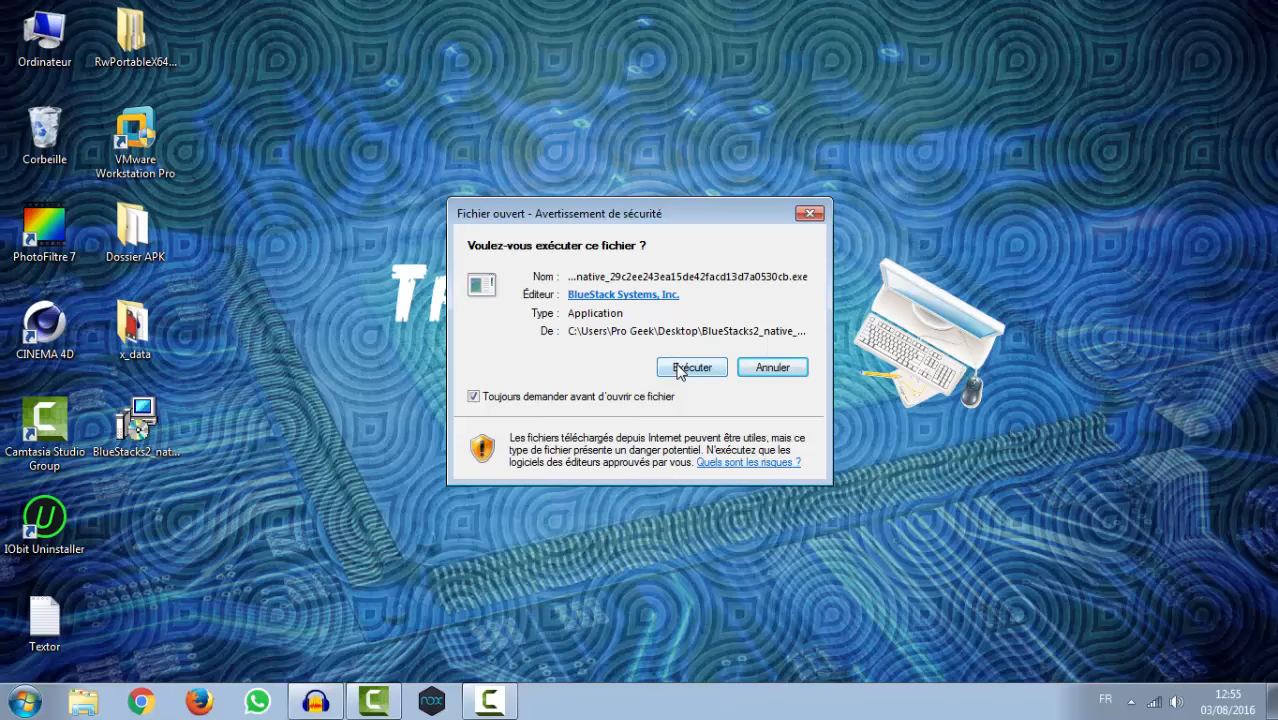 Ordinateur
RwPortableX64...
Corbeille
VMware
Workstation Pro
PhotoFiltre 7
Dossier APK
CINEMA 4D
x_data
Camtasia Studio
Group
BlueStacks2_nat...
IObit Uninstaller
Textor
Fichier ouvert - Avertissement de sécurité
Voulez-vous exécuter ce fichier ?
Nom : ...native_29c2ee243ea15de42facd13d7a0530cb.exe
Éditeur : BlueStack Systems, Inc.
Type : Application
De : C:\Users\Pro Geek\Desktop\BlueStacks2_native_...
Exécuter
Annuler
Toujours demander avant d'ouvrir ce fichier
Les fichiers téléchargés depuis Internet peuvent être utiles, mais ce
type de fichier présente un danger potentiel. N'exécutez que les
logiciels des éditeurs approuvés par vous. Quels sont les risques ?
nox
FR
12:55
03/08/2016